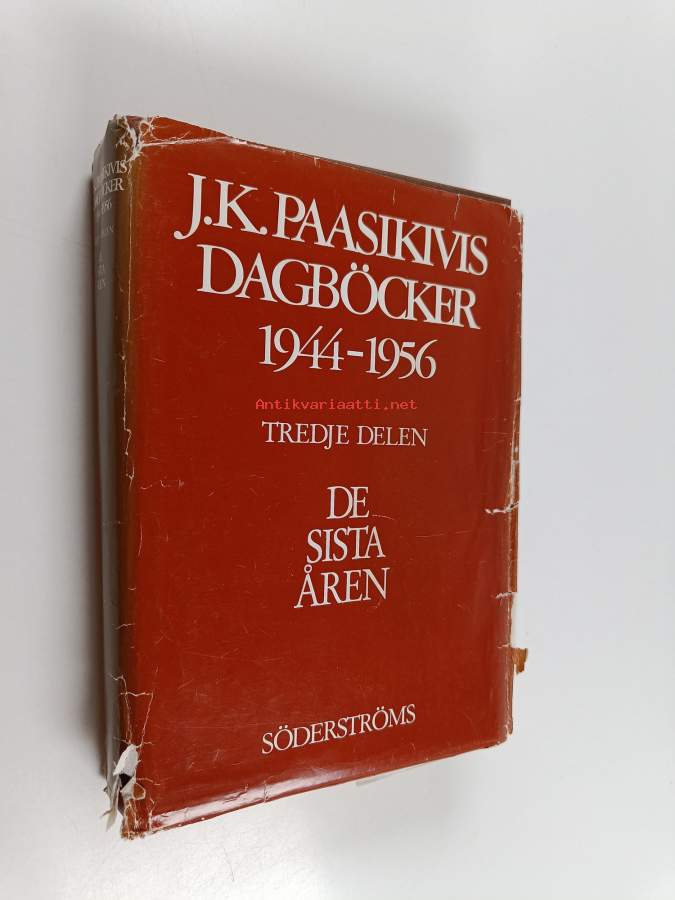 J.K. PAASIKIVIS
DAGBÖCKER
1944–1956
Antikvariaatti.net
TREDJE DELEN
DE
SISTA
ÅREN
SÖDERSTRÖMS